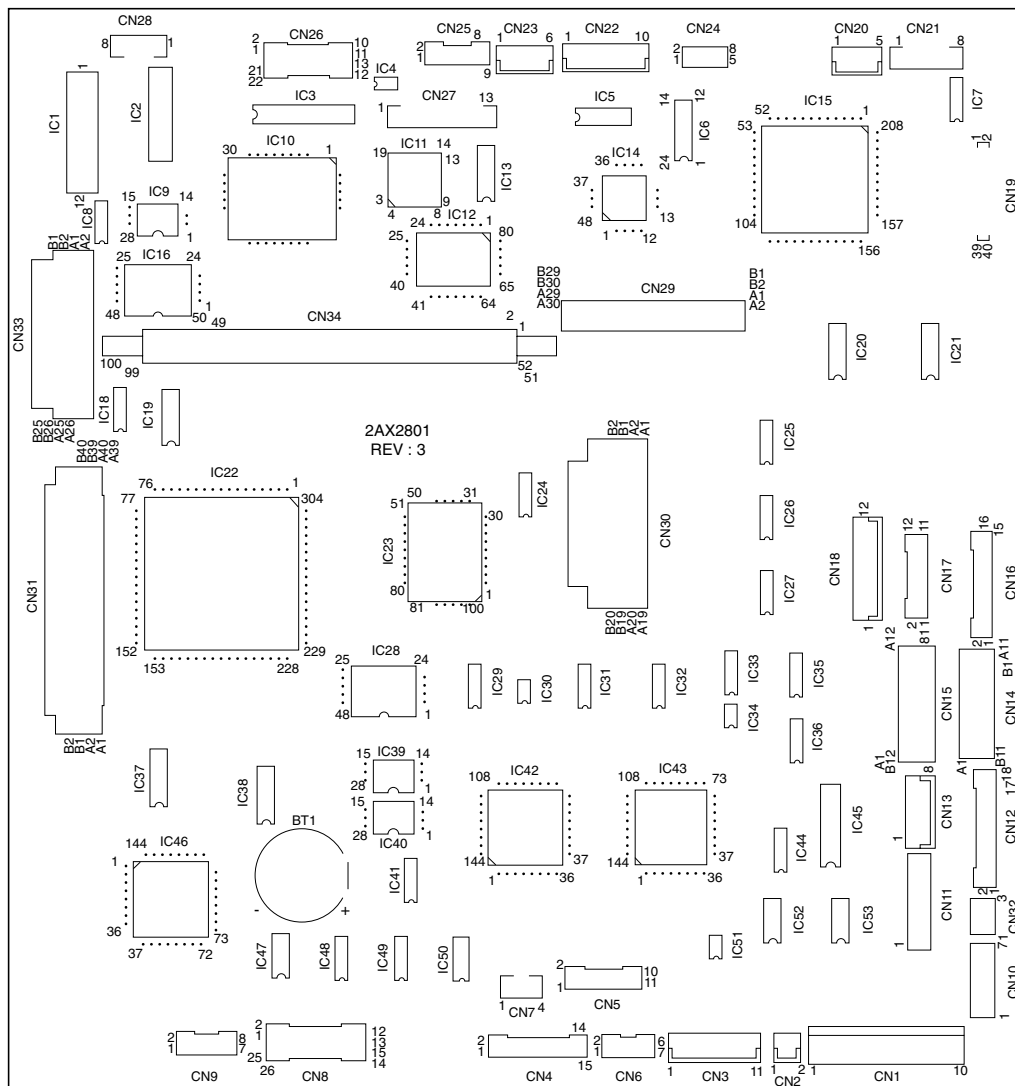 CN28
8 1
CN26
2 10
1 11
21 13
22 12
CN25
2 8
1 9
CN23
1 6
CN22
1 10
CN24
2 8
1 5
CN20
1 5
CN21
1 8
IC1
1
12
IC2
IC3
IC4
CN27
1 13
IC5
IC6
14 12
24 1
IC15
52 1
53 208
104 157
156
IC7
CN19
1 2
39 40
IC10
30 1
IC11
19 14
13
3 9
4 8
IC13
IC14
36
37
48 13
1 12
IC8
IC9
15 14
28 1
IC12
24 1
25 80
40 65
41 64
CN33
B1
B2
A1
A2
B25
B26
A25
A26
IC16
25 24
48 1
50
49
CN34
2
1
100
99
52
51
CN29
B29
B30
A29
A30
B1
B2
A1
A2
IC20
IC21
IC18
IC19
2AX2801
REV : 3
CN31
B40
B39
A40
A39
B2
B1
A2
A1
IC22
76 1
77 304
152 229
153 228
IC23
50 31
51 30
80 1
81 100
IC24
CN30
B2
B1
A2
A1
B20
B19
A20
A19
IC25
IC26
IC27
CN18
12
1
CN17
12 11
2 1
CN16
16 15
2 1
IC28
25 24
48 1
IC29
IC30
IC31
IC32
IC33
IC34
IC35
IC36
CN15
A12
B1
A1
B12
CN14
A11
B1
A1
B11
IC37
IC38
IC39
15 14
28 1
IC40
15 14
28 1
IC41
BT1
- +
IC42
108
144 37
1 36
IC43
108 73
144 37
1 36
IC44
IC45
CN13
8
1
CN12
18 17
2 1
CN11
1
CN32
3
1
CN10
7
1
IC46
144
1
36 73
37 72
IC47
IC48
IC49
IC50
IC51
IC52
IC53
CN7
1 4
CN5
2 10
1 11
CN9
2 8
1 7
CN8
2 12
1 13
25 15
26 14
CN4
2 14
1 15
CN6
2 6
1 7
CN3
1 11
CN2
1 2
CN1
1 10